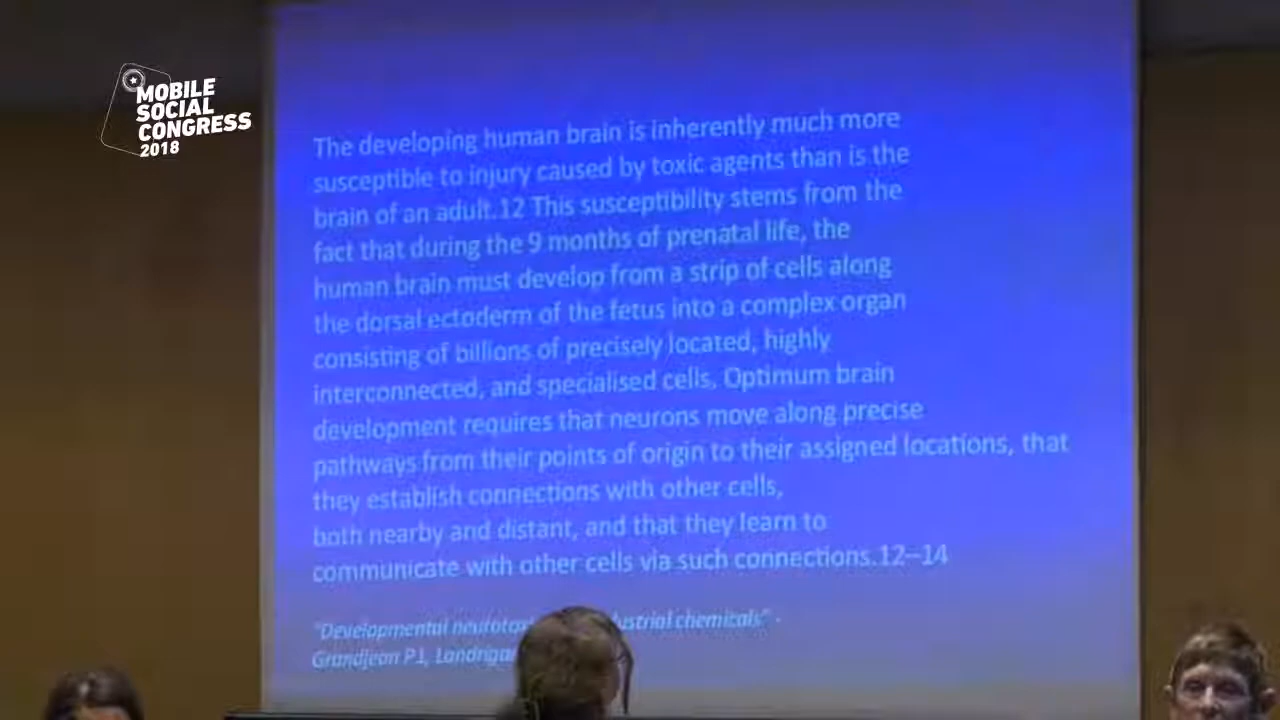 MOBILE
SOCIAL
CONGRESS
2018
The developing human brain is inherently much more
susceptible to injury caused by toxic agents than is the
brain of an adult.12 This susceptibility stems from the
fact that during the 9 months of prenatal life, the
human brain must develop from a strip of cells along
the dorsal ectoderm of the fetus into a complex organ
consisting of billions of precisely located, highly
interconnected, and specialised cells. Optimum brain
development requires that neurons move along precise
pathways from their points of origin to their assigned locations, that
they establish connections with other cells,
both nearby and distant, and that they learn to
communicate with other cells via such connections.12–14
"Developmental chemicals" .
Grandjean P1,